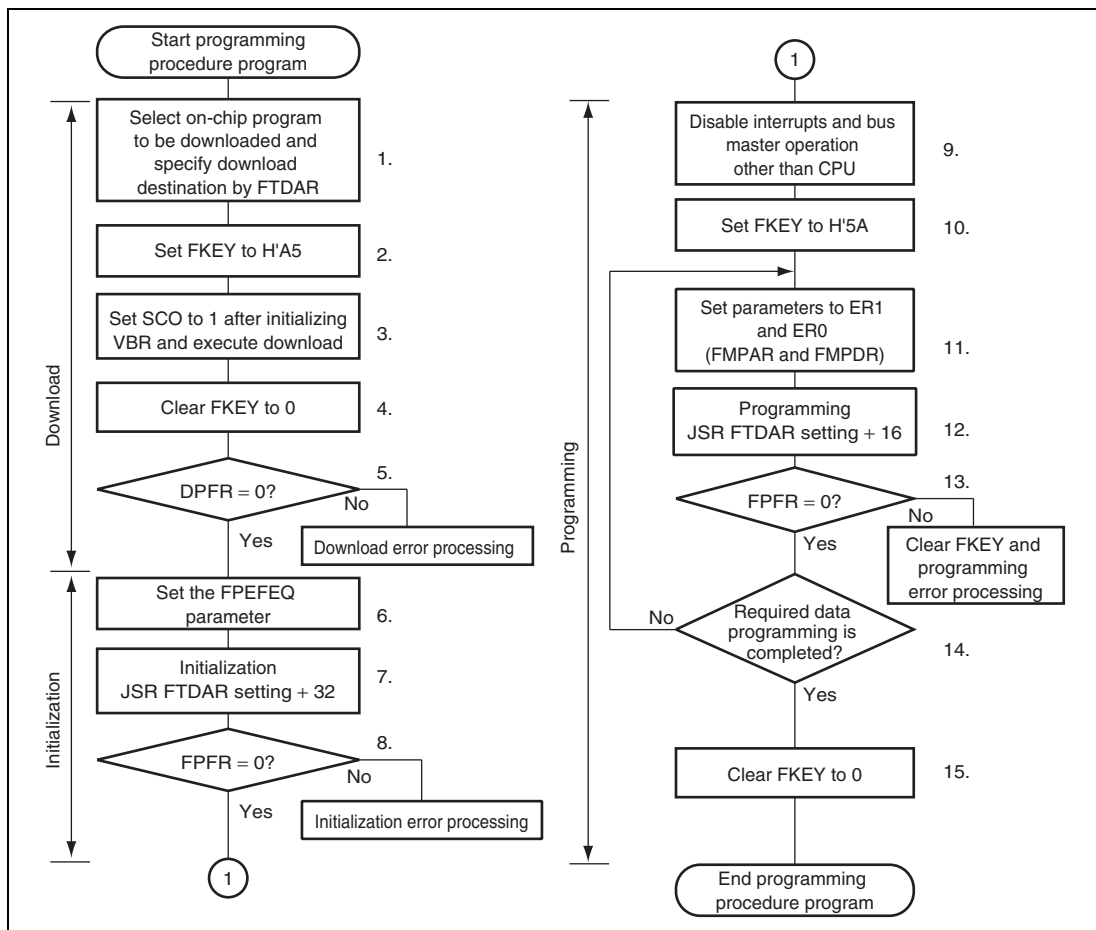 Start programming
procedure program
Download
Select on-chip program
to be downloaded and
specify download
destination by FTDAR
1.
Set FKEY to H'A5
2.
Set SCO to 1 after initializing
VBR and execute download
3.
Clear FKEY to 0
4.
DPFR = 0?
5.
No
Yes
Download error processing
Initialization
Set the FPEFEQ
parameter
6.
Initialization
JSR FTDAR setting + 32
7.
FPFR = 0?
8.
No
Yes
Initialization error processing
1
1
Programming
Disable interrupts and bus
master operation
other than CPU
9.
Set FKEY to H'5A
10.
Set parameters to ER1
and ER0
(FMPAR and FMPDR)
11.
Programming
JSR FTDAR setting + 16
12.
FPFR = 0?
13.
No
Yes
Clear FKEY and
programming
error processing
Required data
programming is
completed?
14.
No
Yes
Clear FKEY to 0
15.
End programming
procedure program